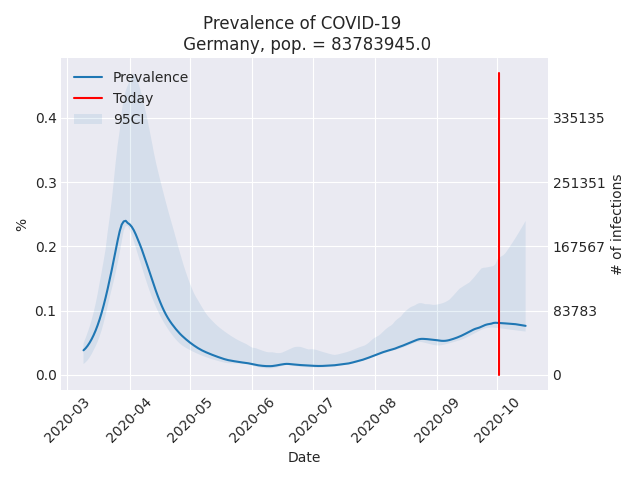 Prevalence of COVID-19
Germany, pop. = 83783945.0
Prevalence
Today
95CI
0.4
0.3
0.2
0.1
0.0
%
335135
251351
167567
83783
0
# of infections
2020-03
2020-04
2020-05
2020-06
2020-07
2020-08
2020-09
2020-10
Date